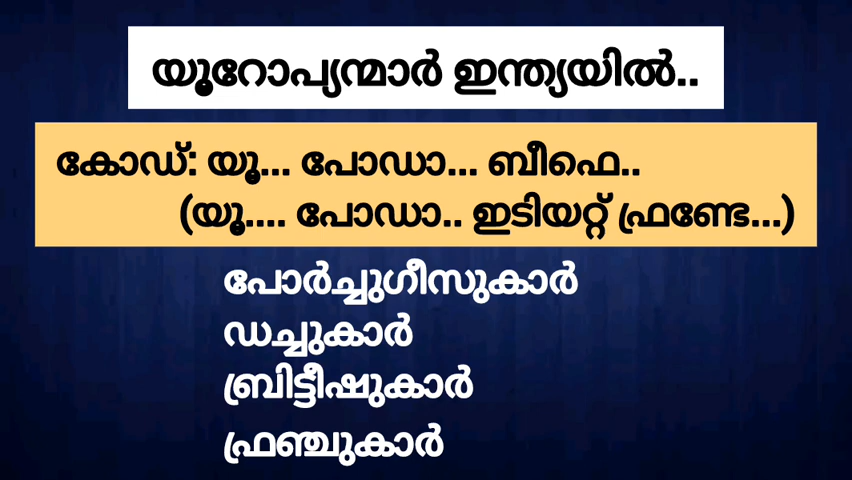 യൂറോപ്യന്മാർ ഇന്ത്യയിൽ..
കോഡ്: യൂ... പോഡാ... ബീഫെ..
(യൂ.... പോഡാ.. ഇടിയറ്റ് ഫ്രണ്ടേ...)
പോർച്ചുഗീസുകാർ
ഡച്ചുകാർ
ബ്രിട്ടീഷുകാർ
ഫ്രഞ്ചുകാർ